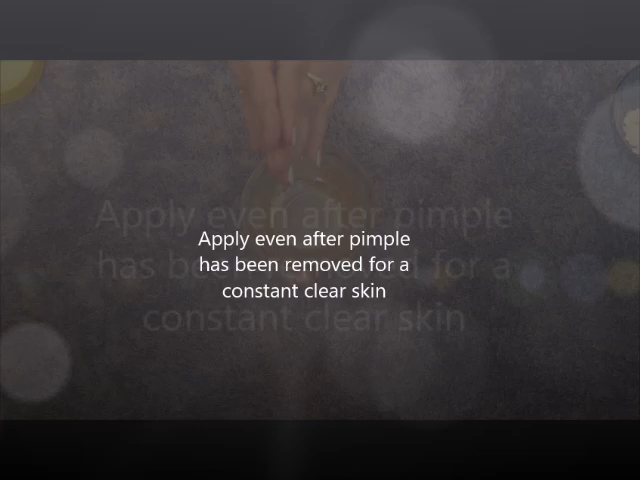 Apply even after pimple
has been removed for a
constant clear skin